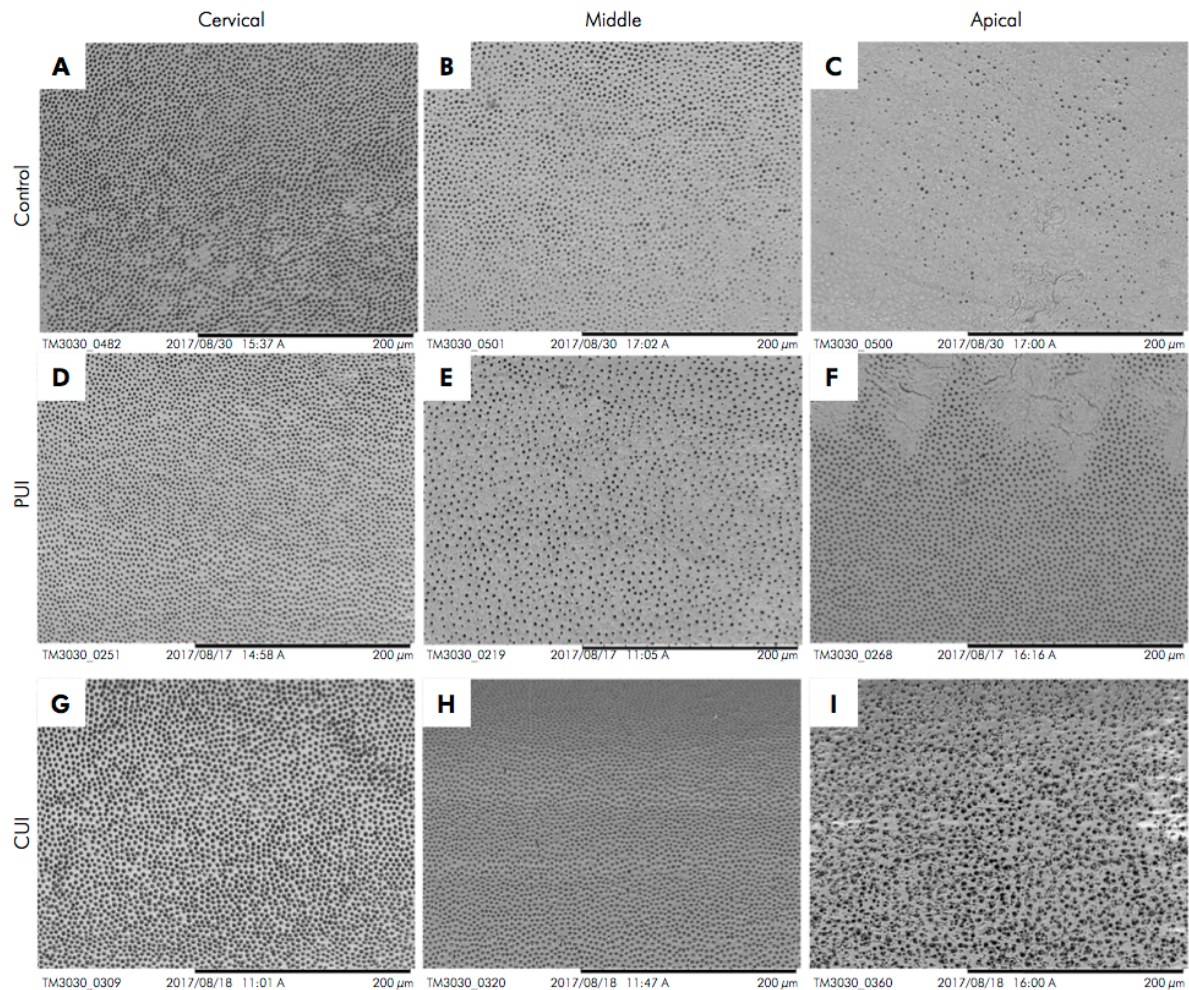 Cervical Middle Apical
Control
A B C
TM3030_0482 2017/08/30 15:37 A 200 µm TM3030_0501 2017/08/30 17:02 A 200 µm TM3030_0500 2017/08/30 17:00 A 200 µm
PUI
D E F
TM3030_0251 2017/08/17 14:58 A 200 µm TM3030_0219 2017/08/17 11:05 A 200 µm TM3030_0268 2017/08/17 16:16 A 200 µm
CUI
G H I
TM3030_0309 2017/08/18 11:01 A 200 µm TM3030_0320 2017/08/18 11:47 A 200 µm TM3030_0360 2017/08/18 16:00 A 200 µm